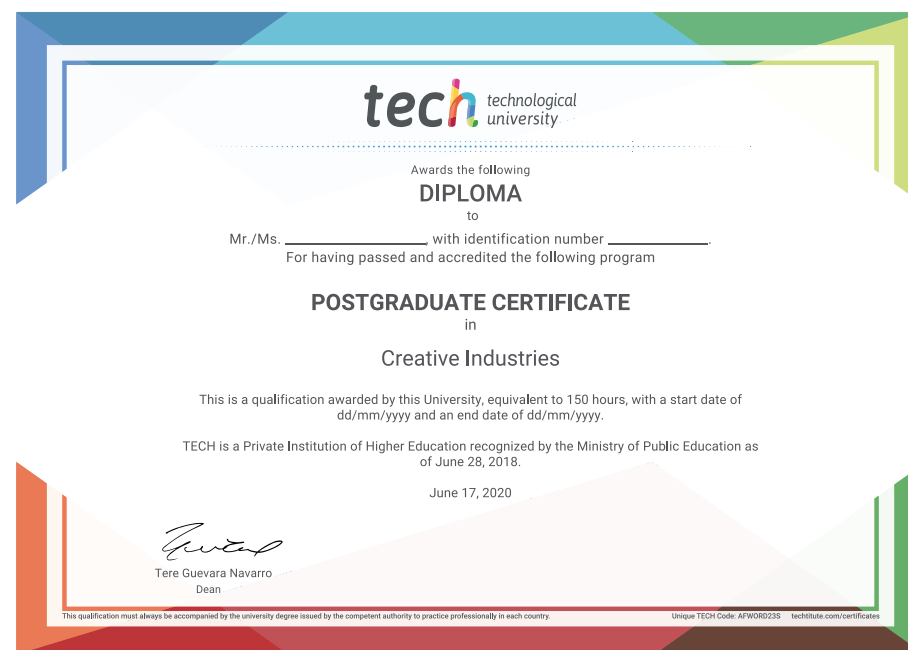 tech technological
university
Awards the following
DIPLOMA
to
Mr./Ms. ________________, with identification number ____________.
For having passed and accredited the following program
POSTGRADUATE CERTIFICATE
in
Creative Industries
This is a qualification awarded by this University, equivalent to 150 hours, with a start date of
dd/mm/yyyy and an end date of dd/mm/yyyy.
TECH is a Private Institution of Higher Education recognized by the Ministry of Public Education as
of June 28, 2018.
June 17, 2020
Tere Guevara Navarro
Dean
This qualification must always be accompanied by the university degree issued by the competent authority to practice professionally in each country. Unique TECH Code: AFWORD23S techtitute.com/certificates